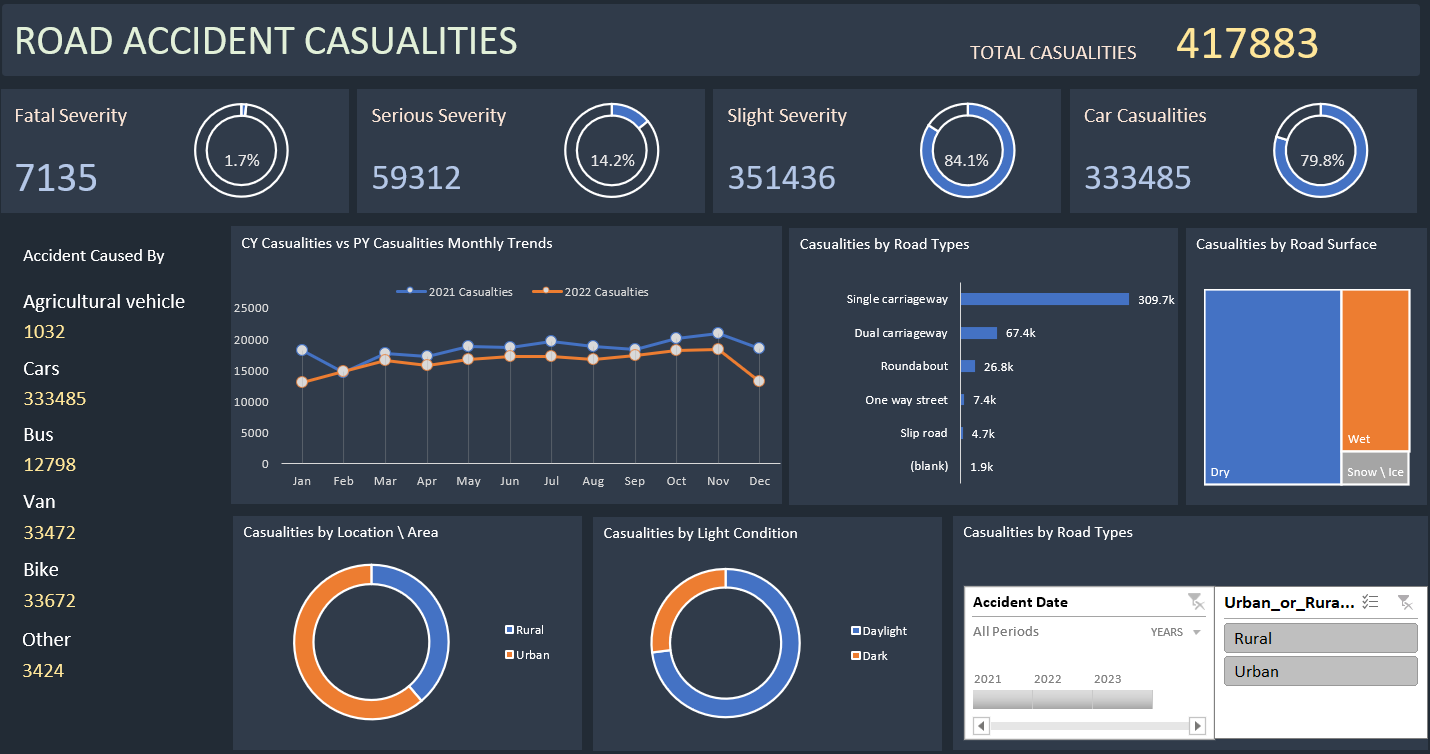 ROAD ACCIDENT CASUALITIES
TOTAL CASUALITIES
417883
Fatal Severity
7135
1.7%
Serious Severity
59312
14.2%
Slight Severity
351436
84.1%
Car Casualities
333485
79.8%
Accident Caused By
Agricultural vehicle
1032
Cars
333485
Bus
12798
Van
33472
Bike
33672
Other
3424
CY Casualities vs PY Casualities Monthly Trends
2021 Casualties 2022 Casualties
25000
20000
15000
10000
5000
0
Jan Feb Mar Apr May Jun Jul Aug Sep Oct Nov Dec
Casualities by Road Types
Single carriageway 309.7k
Dual carriageway 67.4k
Roundabout 26.8k
One way street 7.4k
Slip road 4.7k
(blank) 1.9k
Casualities by Road Surface
Dry
Wet
Snow \ Ice
Casualities by Location \ Area
Rural
Urban
Casualities by Light Condition
Daylight
Dark
Casualities by Road Types
Accident Date
All Periods YEARS
2021 2022 2023
Urban_or_Rura...
Rural
Urban